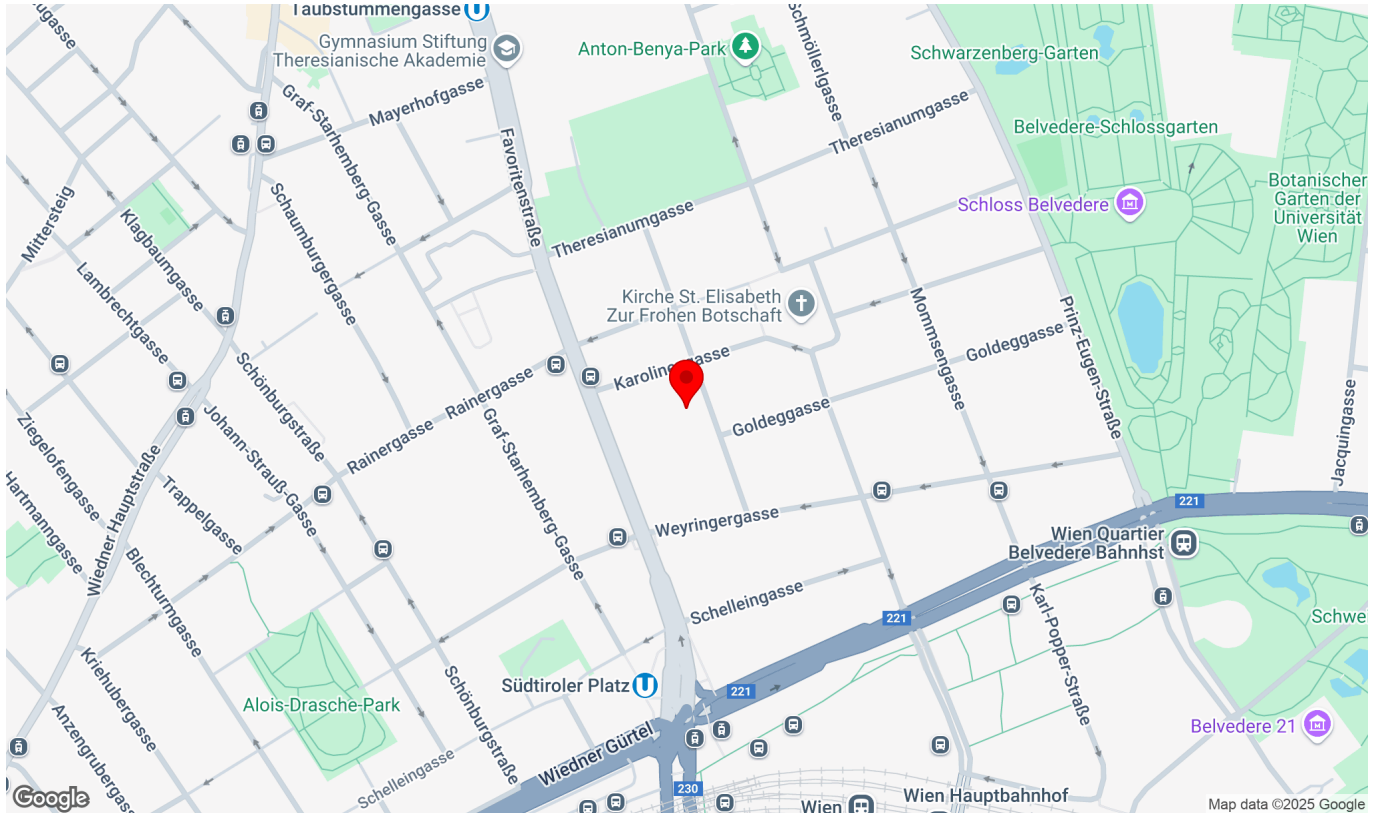 Taubstummengasse
Gymnasium Stiftung
Theresianische Akademie
Anton-Benya-Park
Schmöllerlgasse
Schwarzenberg-Garten
Mayerhofgasse
Graf-Starhemberg-Gasse
Favoritenstraße
Theresianumgasse
Belvedere-Schlossgarten
Schloss Belvedere
Botanischer
Garten der
Universität
Wien
Mittersteig
Klagbaumgasse
Schaumburgergasse
Lambrechtgasse
Theresianumgasse
Kirche St. Elisabeth
Zur Frohen Botschaft
Mommsengasse
Prinz-Eugen-Straße
Goldeggasse
Karolinengasse
Rainergasse
Rainergasse
Schönburgstraße
Johann-Strauß-Gasse
Goldeggasse
Graf-Starhemberg-Gasse
Jacquingasse
Ziegelofengasse
Hartmanngasse
Wiedner Hauptstraße
Trappelgasse
Blechturmgasse
Weyringergasse
221
Wien Quartier
Belvedere Bahnhst
Schelleingasse
221
Karl-Popper-Straße
Südtiroler Platz
221
Alois-Drasche-Park
Kriehubergasse
Anzengrubergasse
Schönburgstraße
Schelleingasse
Wiedner Gürtel
Belvedere 21
230
Wien Hauptbahnhof
Wien
Google
Map data ©2025 Google